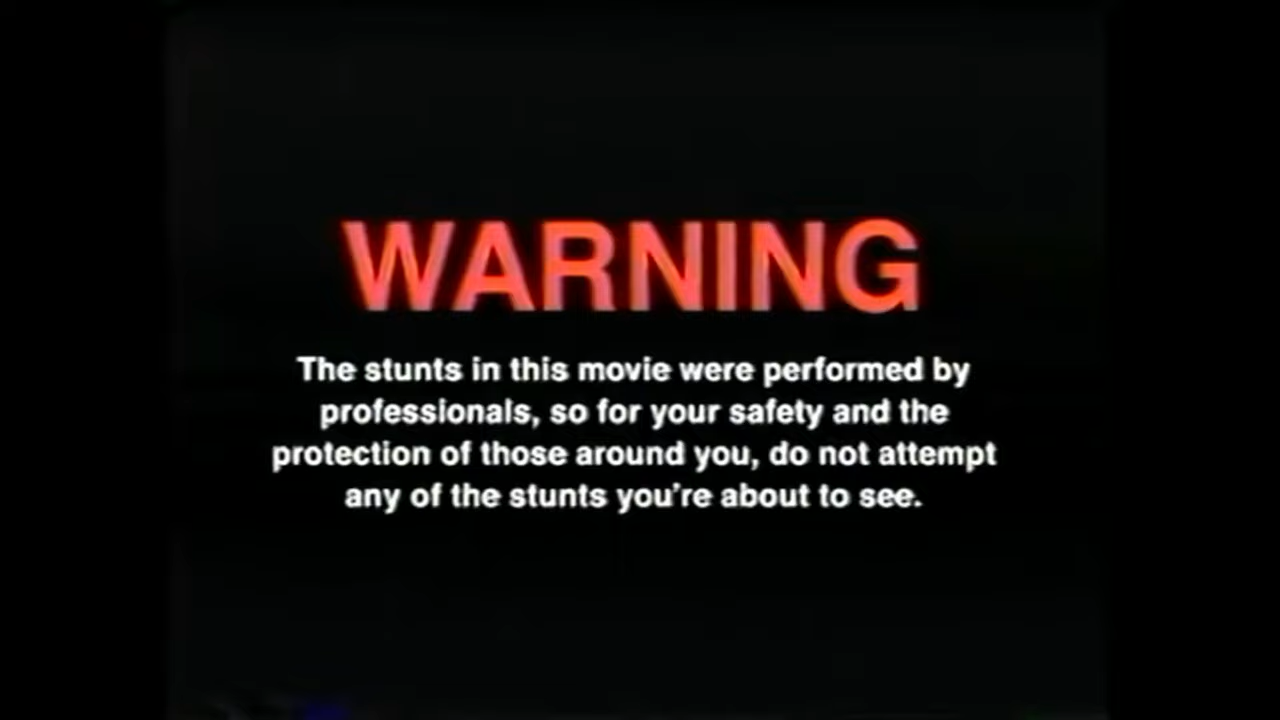 WARNING
The stunts in this movie were performed by
professionals, so for your safety and the
protection of those around you, do not attempt
any of the stunts you're about to see.